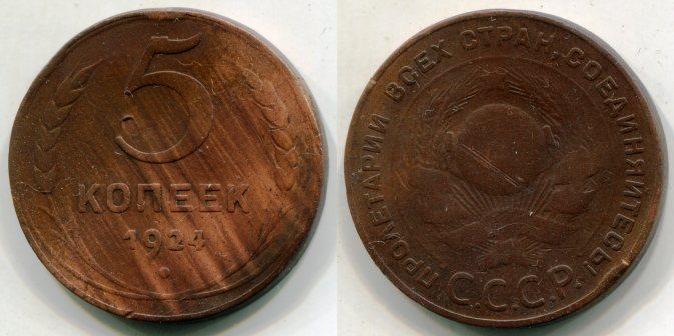 5
КОПЕЕК
1924
ПРОЛЕТАРИИ ВСЕХ СТРАН, СОЕДИНЯЙТЕСЬ!
С.С.С.Р.